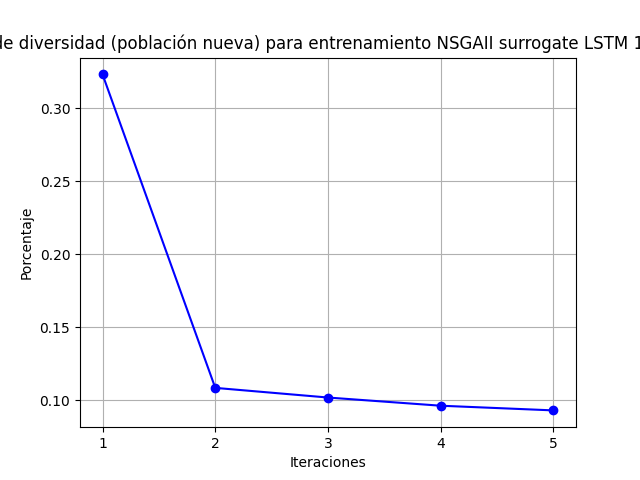 de diversidad (población nueva) para entrenamiento NSGAII surrogate LSTM 1
0.30
0.25
0.20
0.15
0.10
Porcentaje
1 2 3 4 5
Iteraciones